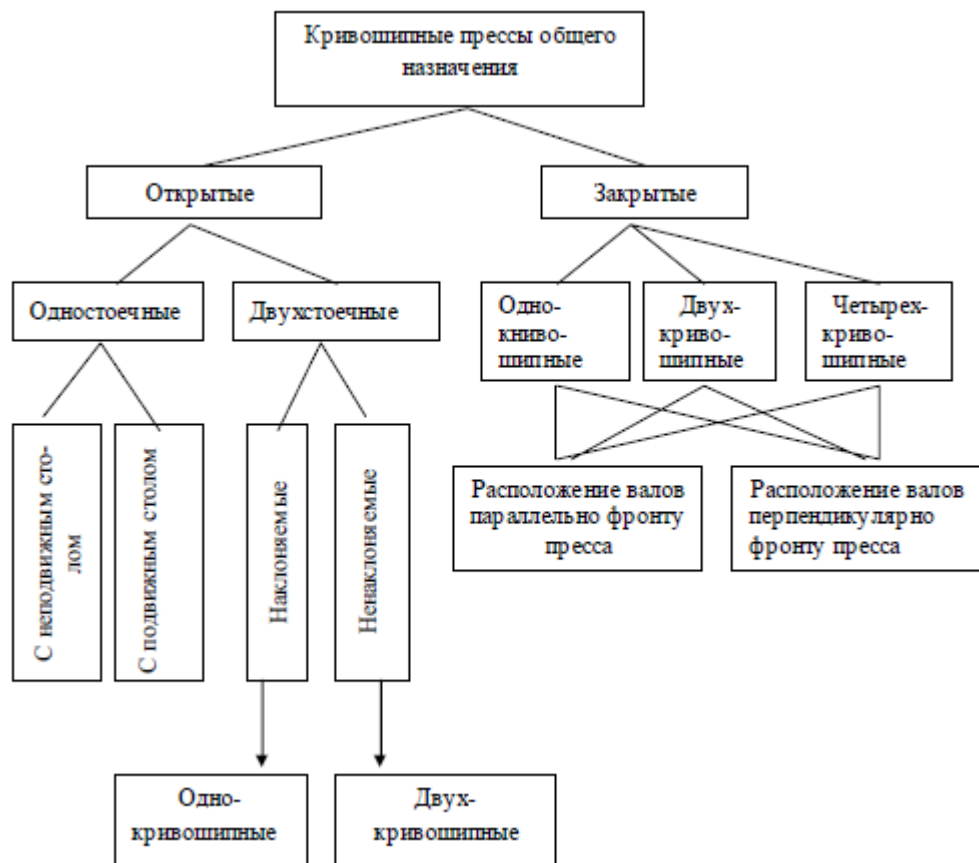 Кривошипные прессы общего
назначения
Открытые
Закрытые
Одностоечные
Двухстоечные
Одно-
книво-
шипные
Двух-
криво-
шипные
Четырех-
криво-
шипные
С неподвижным сто-
лом
С подвижным столом
Наклоняемые
Ненаклоняемые
Расположение валов
параллельно фронту
пресса
Расположение валов
перпендикулярно
фронту пресса
Одно-
кривошипные
Двух-
кривошипные